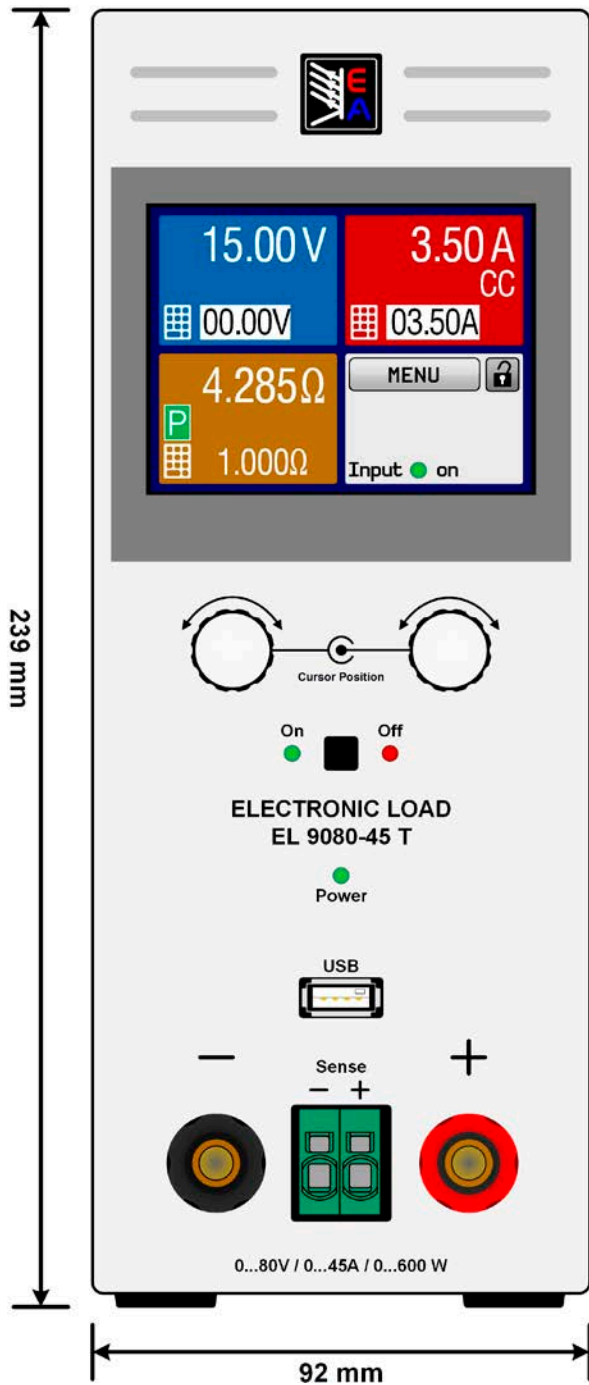 EA
15.00 V
3.50 A
CC
00.00V
03.50A
4.285Ω
MENU
P
1.000Ω
Input on
239 mm
Cursor Position
On Off
ELECTRONIC LOAD
EL 9080-45 T
Power
USB
− +
Sense
− +
0...80V / 0...45A / 0...600 W
92 mm